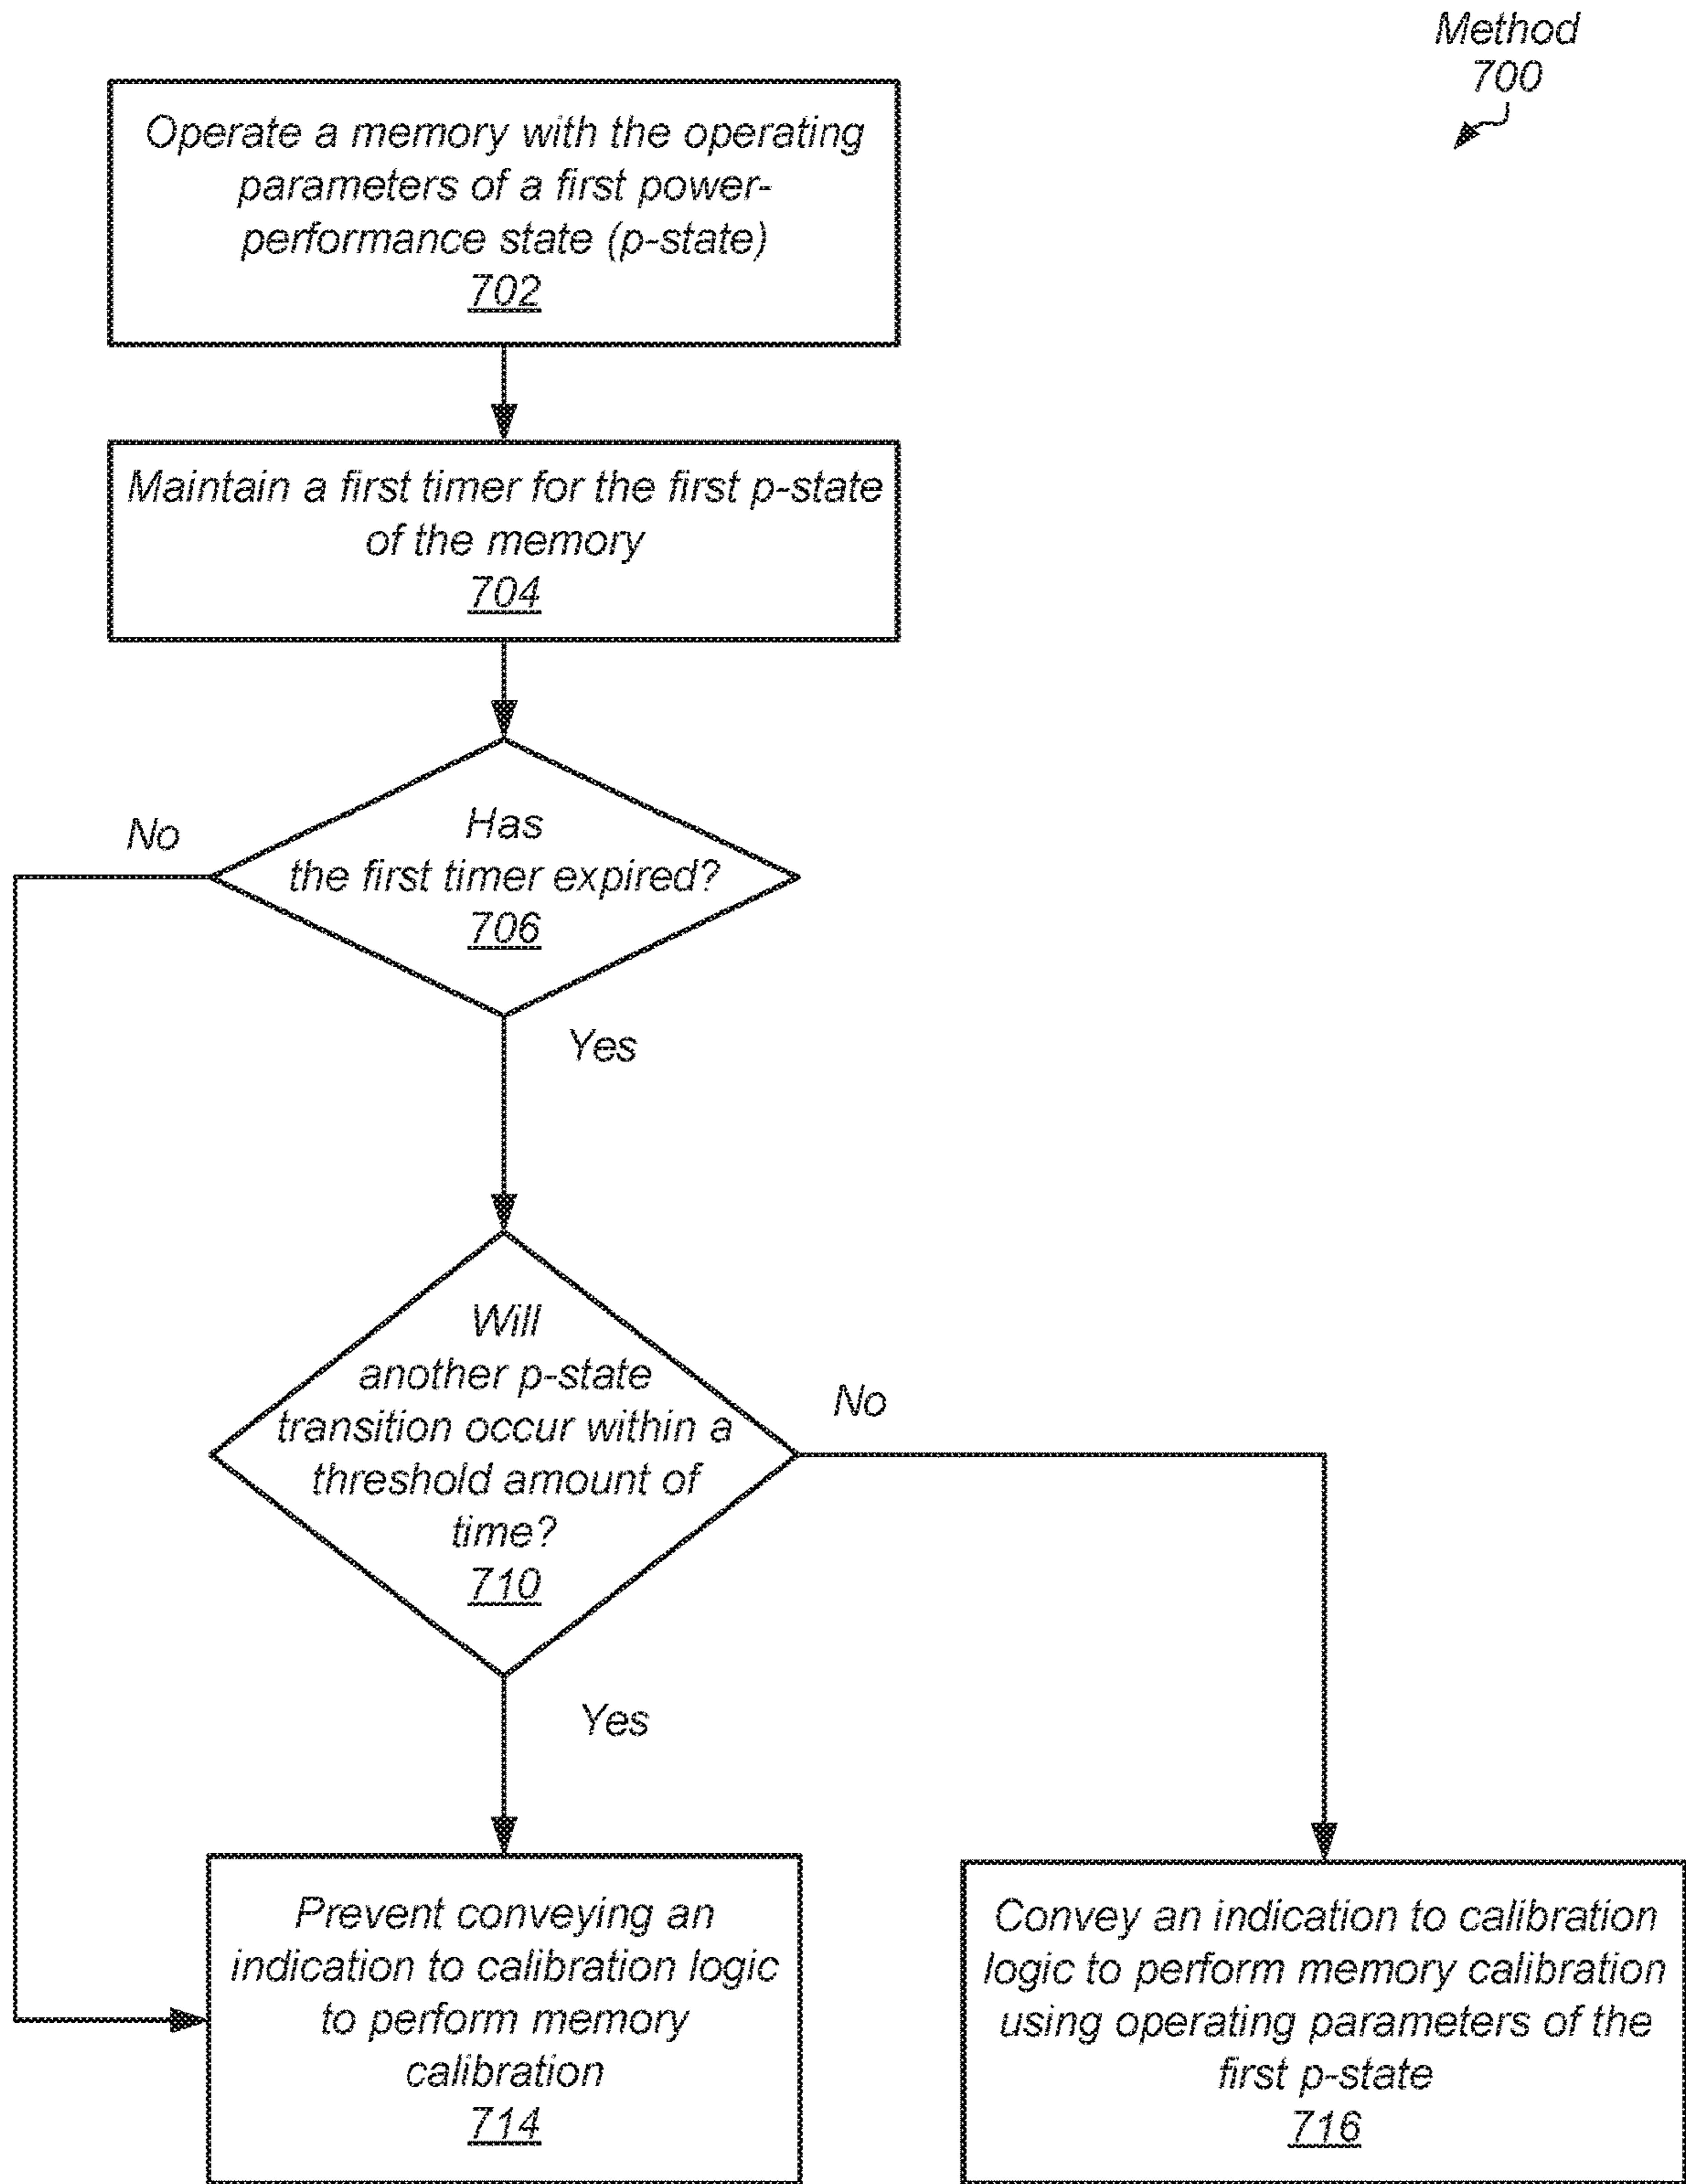 Method
700
Operate a memory with the operating
parameters of a first power-
performance state (p-state)
702
Maintain a first timer for the first p-state
of the memory
704
Has
the first timer expired?
706
No
Yes
Will
another p-state
transition occur within a
threshold amount of
time?
710
No
Yes
Prevent conveying an
indication to calibration logic
to perform memory
calibration
714
Convey an indication to calibration
logic to perform memory calibration
using operating parameters of the
first p-state
716